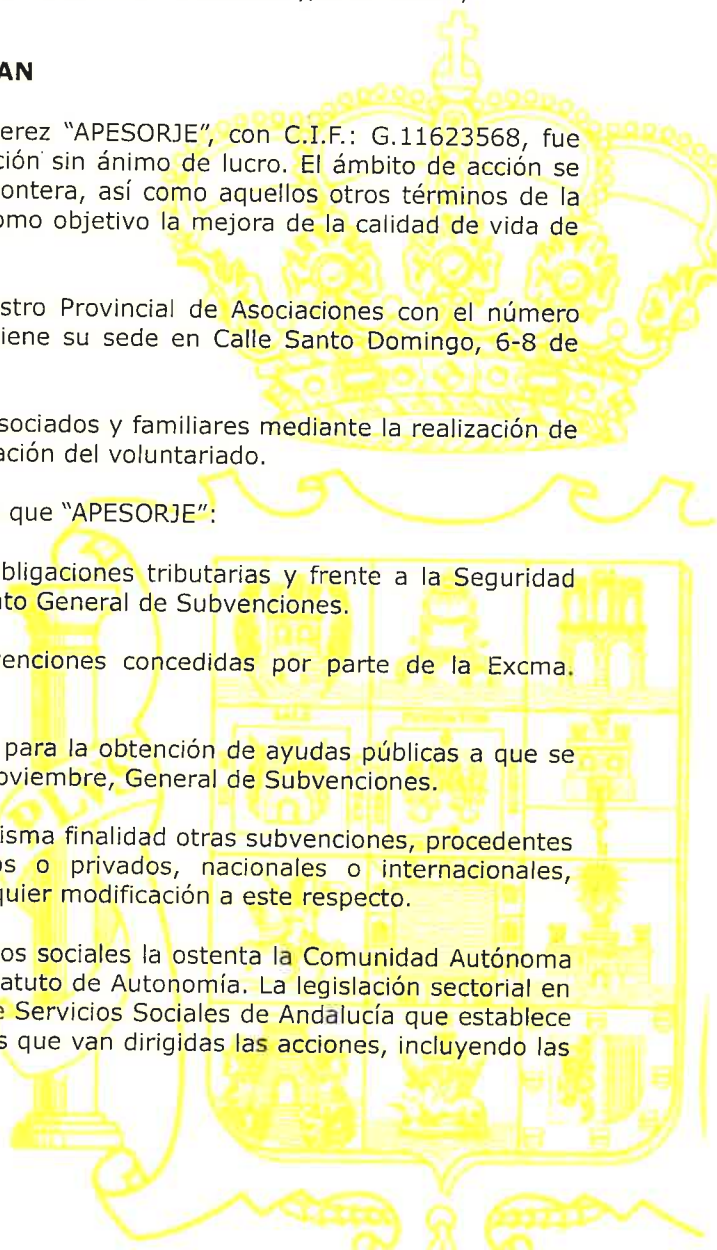 AN
erez "APESORJE", con C.I.F.: G.11623568, fue
ción sin ánimo de lucro. El ámbito de acción se
ontera, así como aquellos otros términos de la
omo objetivo la mejora de la calidad de vida de
stro Provincial de Asociaciones con el número
iene su sede en Calle Santo Domingo, 6-8 de
sociados y familiares mediante la realización de
ación del voluntariado.
que "APESORJE":
bligaciones tributarias y frente a la Seguridad
nto General de Subvenciones.
enciones concedidas por parte de la Excma.
para la obtención de ayudas públicas a que se
oviembre, General de Subvenciones.
isma finalidad otras subvenciones, procedentes
os o privados, nacionales o internacionales,
quier modificación a este respecto.
os sociales la ostenta la Comunidad Autónoma
tatuto de Autonomía. La legislación sectorial en
e Servicios Sociales de Andalucía que establece
s que van dirigidas las acciones, incluyendo las